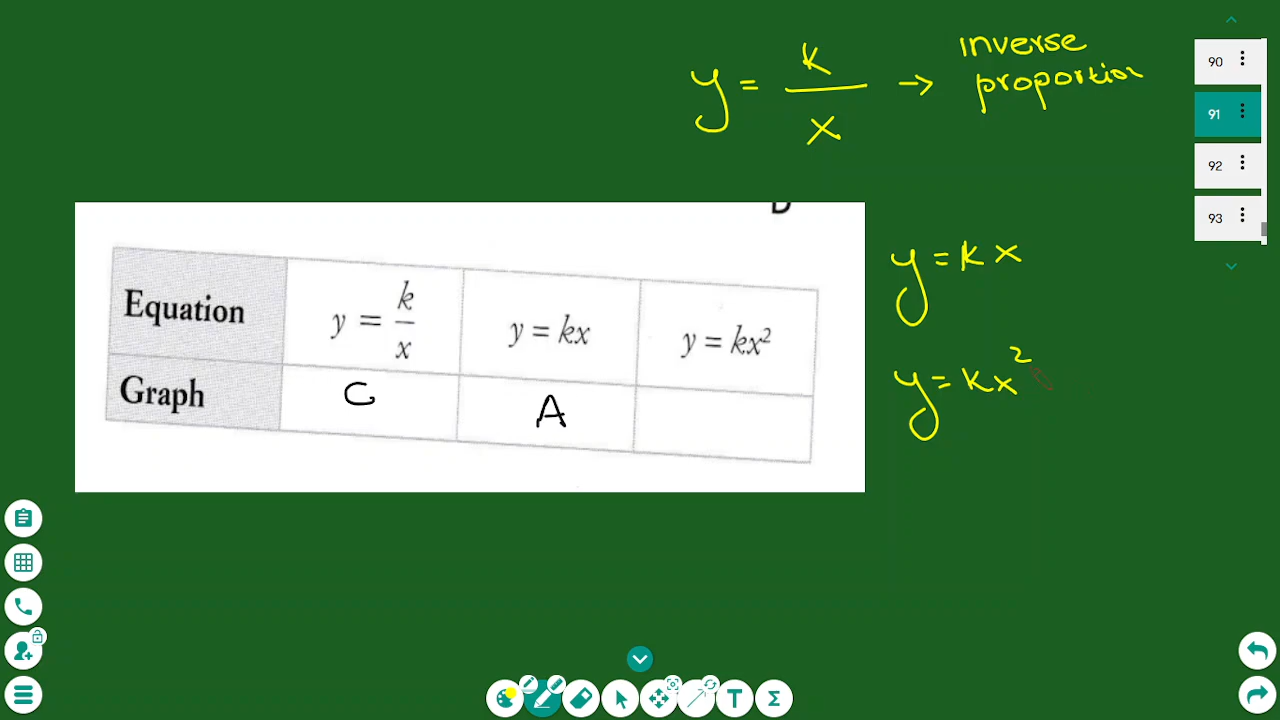 y = k/x → inverse proportion
90
91
92
93
Equation y = k/x y = kx y = kx²
Graph C A
y = kx
y = kx²
T
Σ